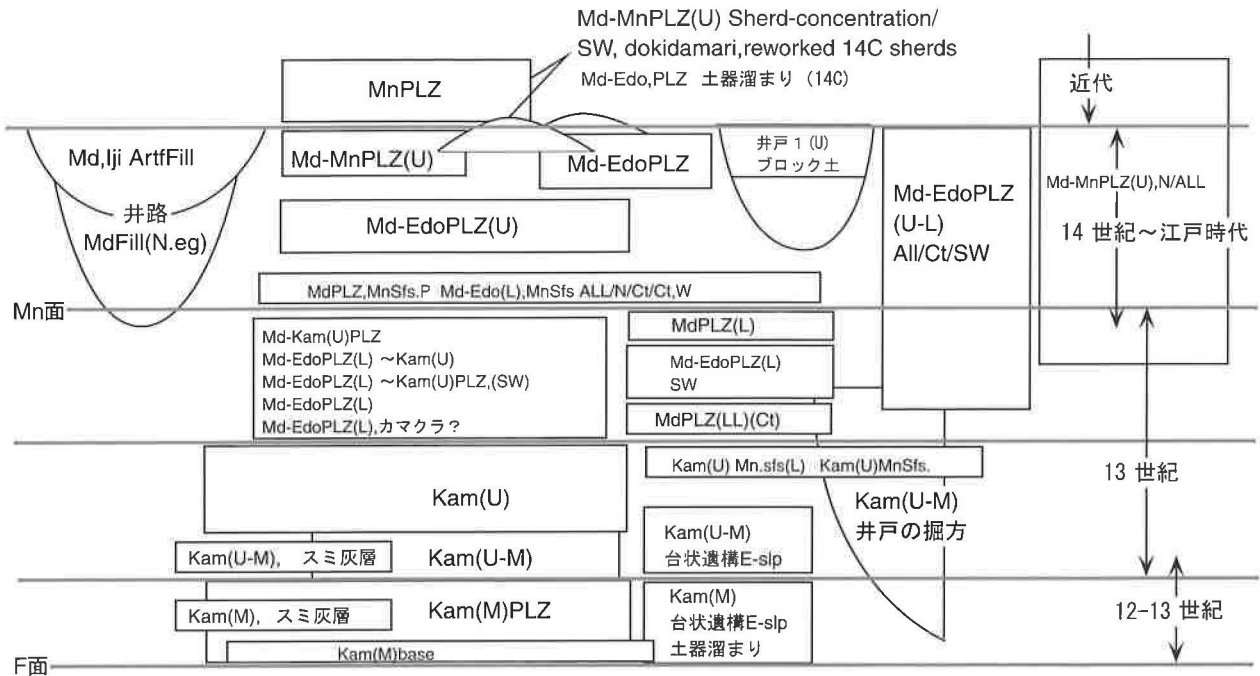 Md-MnPLZ(U) Sherd-concentration/
SW, dokidamari,reworked 14C sherds
Md-Edo,PLZ 土器溜まり (14C)
MnPLZ
近代
Md,Iji ArtfFill
Md-MnPLZ(U)
Md-EdoPLZ
井戸 1 (U)
ブロック土
Md-EdoPLZ
(U-L)
All/Ct/SW
Md-MnPLZ(U),N/ALL
14 世紀～江戸時代
井路
MdFill(N.eg)
Md-EdoPLZ(U)
MdPLZ,MnSfs.P Md-Edo(L),MnSfs ALL/N/Ct/Ct,W
Mn面
Md-Kam(U)PLZ
Md-EdoPLZ(L) ～Kam(U)
Md-EdoPLZ(L) ～Kam(U)PLZ,(SW)
Md-EdoPLZ(L)
Md-EdoPLZ(L),カマクラ？
MdPLZ(L)
Md-EdoPLZ(L)
SW
MdPLZ(LL)(Ct)
Kam(U) Mn.sfs(L) Kam(U)MnSfs.
13 世紀
Kam(U)
Kam(U-M)
井戸の掘方
Kam(U-M), スミ灰層
Kam(U-M)
Kam(U-M)
台状遺構E-slp
Kam(M), スミ灰層
Kam(M)PLZ
Kam(M)
台状遺構E-slp
土器溜まり
12-13 世紀
Kam(M)base
F面